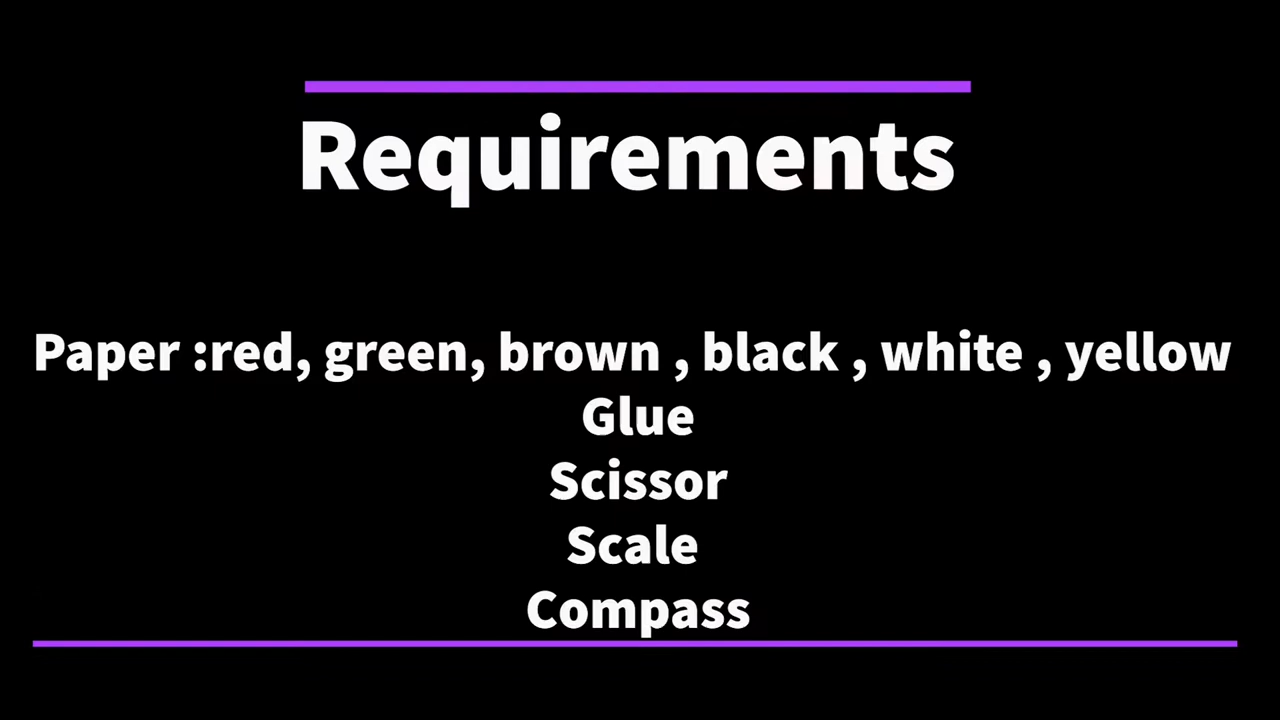 Requirements
Paper :red, green, brown , black , white , yellow
Glue
Scissor
Scale
Compass